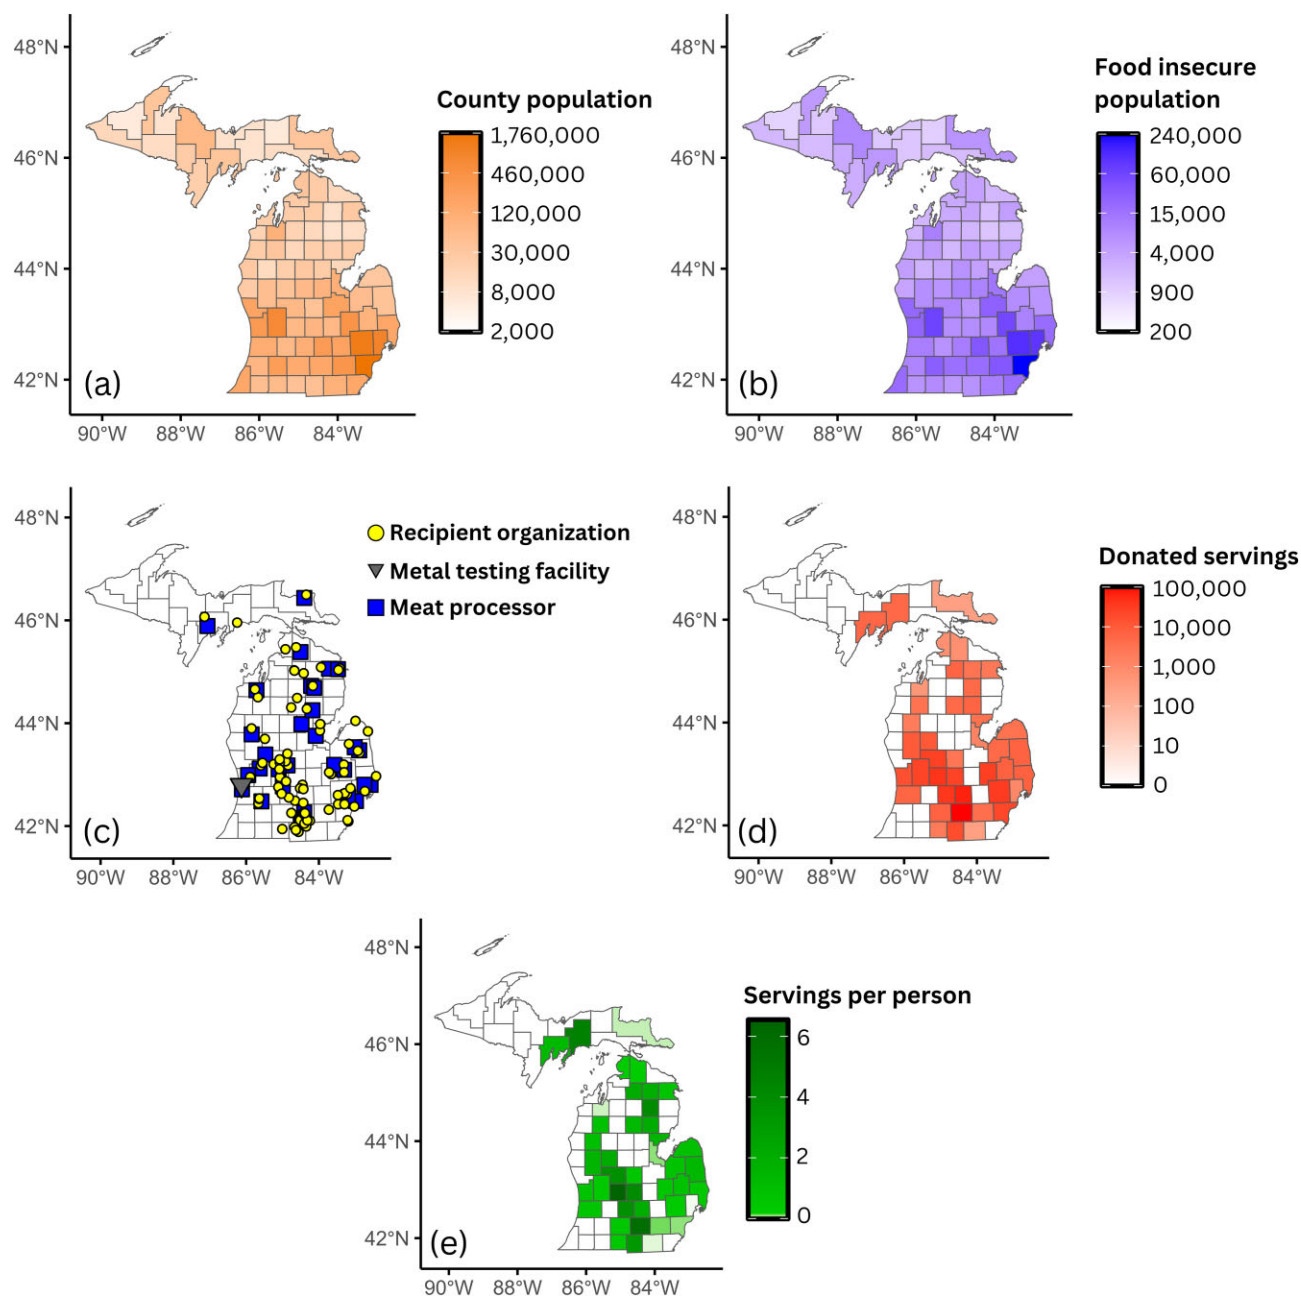 County population
1,760,000
460,000
120,000
30,000
8,000
2,000
48°N
46°N
44°N
42°N
(a)
90°W 88°W 86°W 84°W
Food insecure
population
240,000
60,000
15,000
4,000
900
200
48°N
46°N
44°N
42°N
(b)
90°W 88°W 86°W 84°W
Recipient organization
Metal testing facility
Meat processor
48°N
46°N
44°N
42°N
(c)
90°W 88°W 86°W 84°W
Donated servings
100,000
10,000
1,000
100
10
0
48°N
46°N
44°N
42°N
(d)
90°W 88°W 86°W 84°W
Servings per person
6
4
2
0
48°N
46°N
44°N
42°N
(e)
90°W 88°W 86°W 84°W